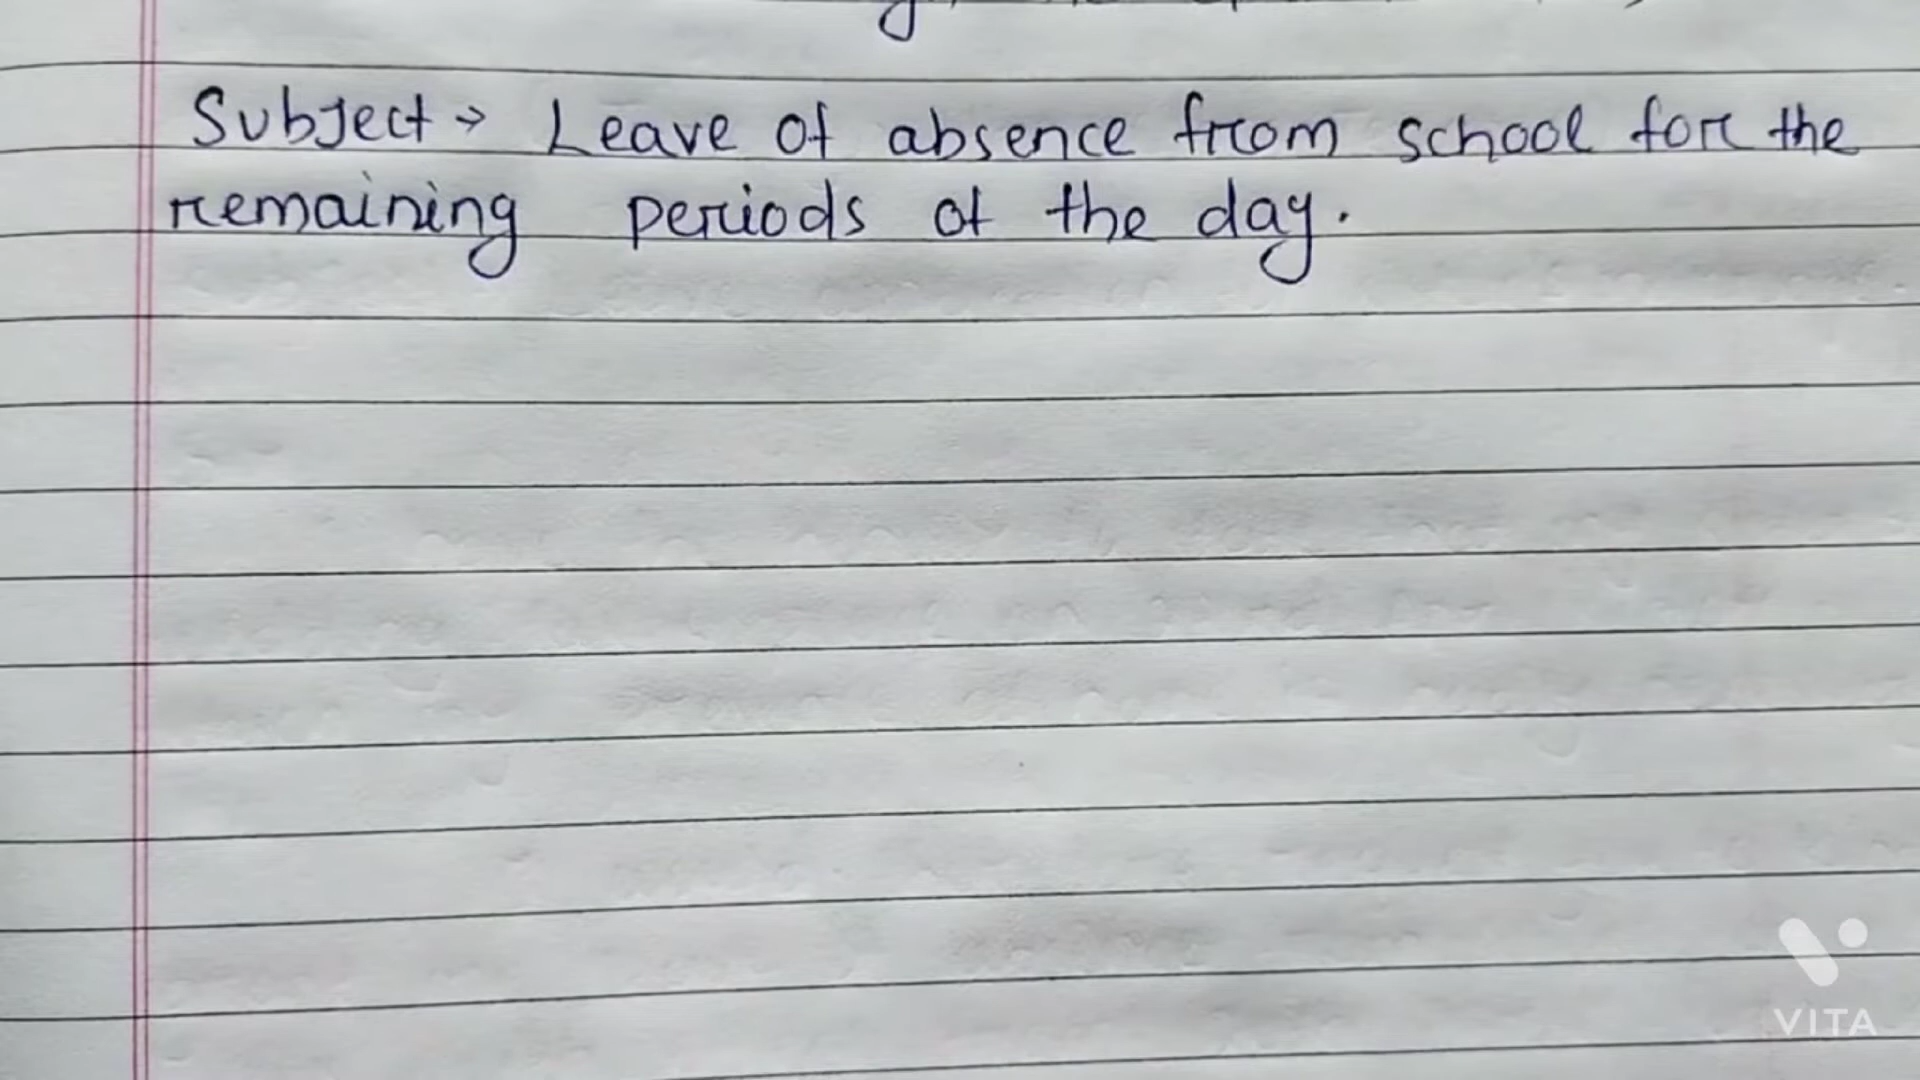 Subject → Leave of absence from school for the
remaining periods of the day.
VITA